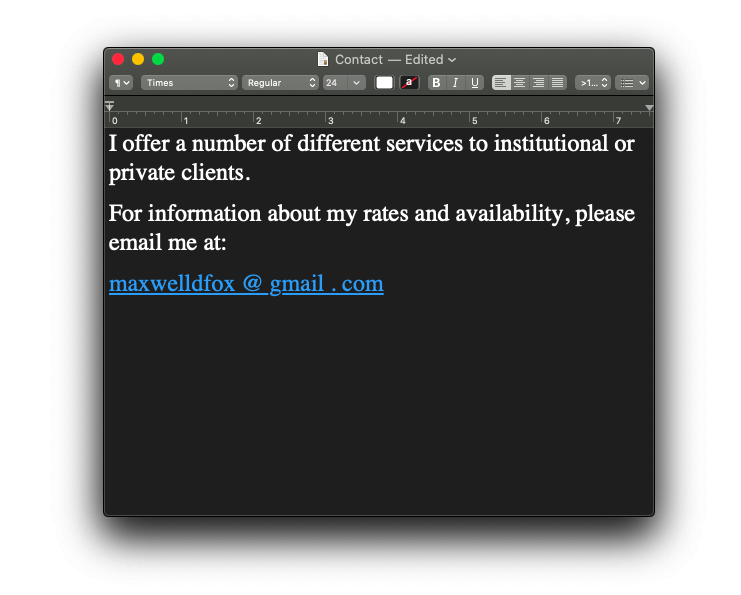 Contact — Edited
¶ Times Regular 24 a B I U >1...
0 1 2 3 4 5 6 7
I offer a number of different services to institutional or
private clients.
For information about my rates and availability, please
email me at:
maxwelldfox @ gmail . com